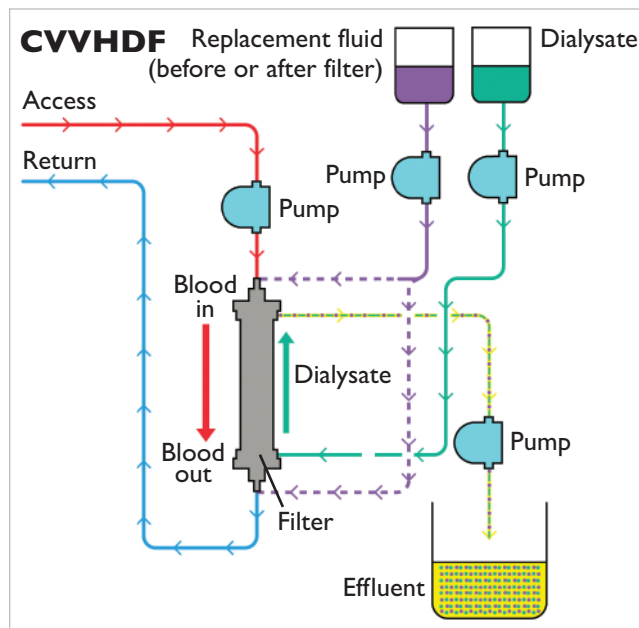 CVVHDF
Replacement fluid
(before or after filter)
Dialysate
Access
Return
Pump
Pump
Pump
Blood
in
Dialysate
Blood
out
Pump
Filter
Effluent